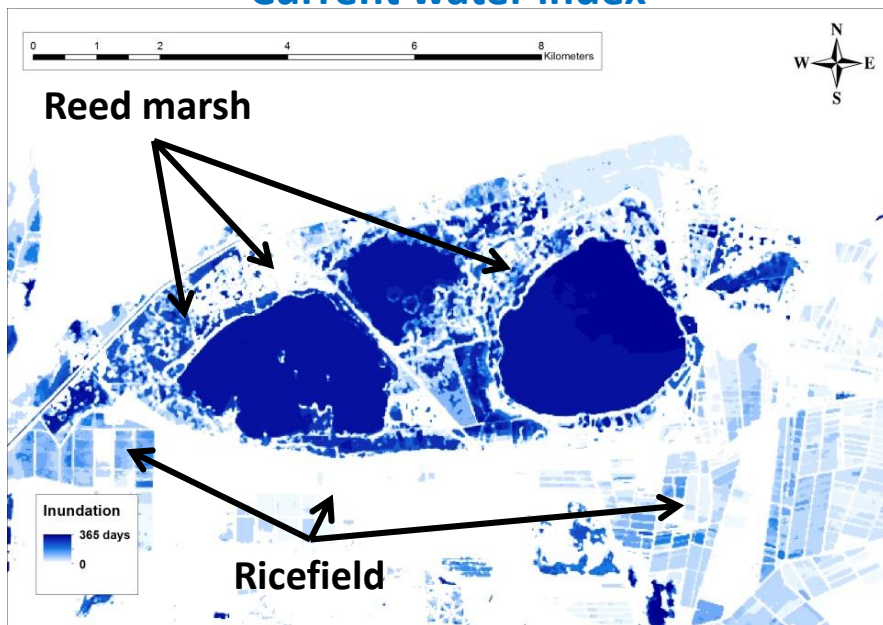 Current water index
0 1 2 4 6 8
Kilometers
N
W E
S
Reed marsh
Inundation
365 days
0
Ricefield